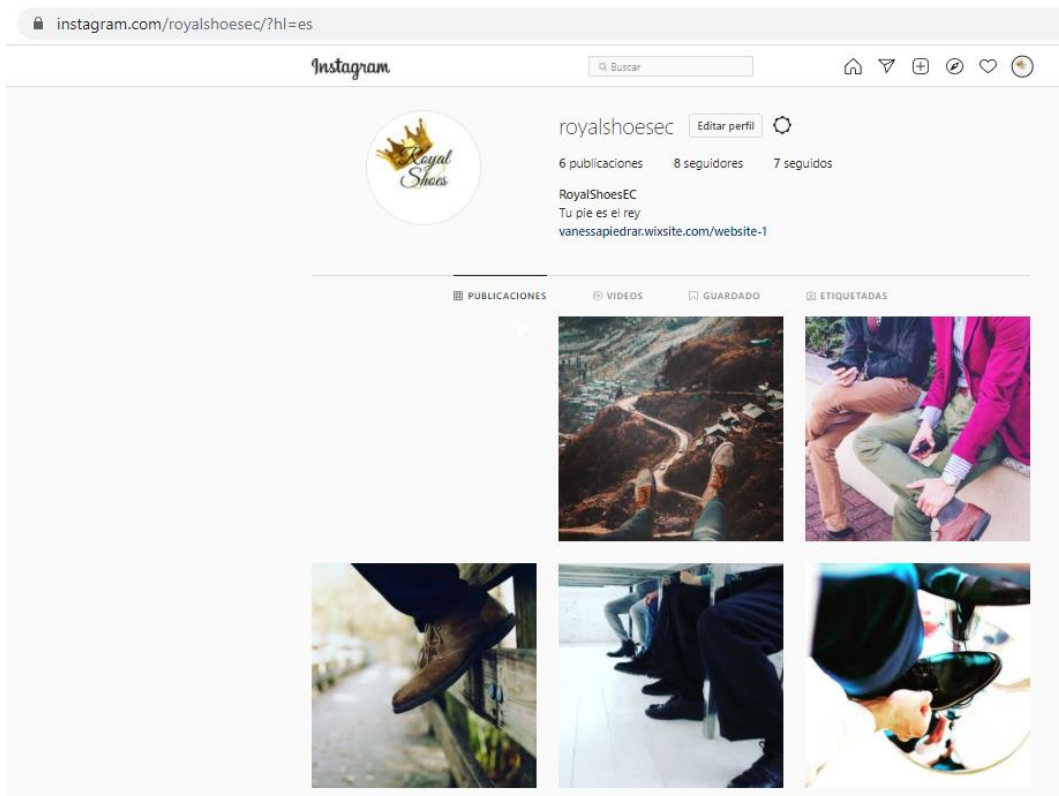 instagram.com/royalshoesec/?hl=es
Instagram
Buscar
Royal
Shoes
royalshoesec Editar perfil
6 publicaciones 8 seguidores 7 seguidos
RoyalShoesEC
Tu pie es el rey
vanessapiedrar.wixsite.com/website-1
PUBLICACIONES VIDEOS GUARDADO ETIQUETADAS